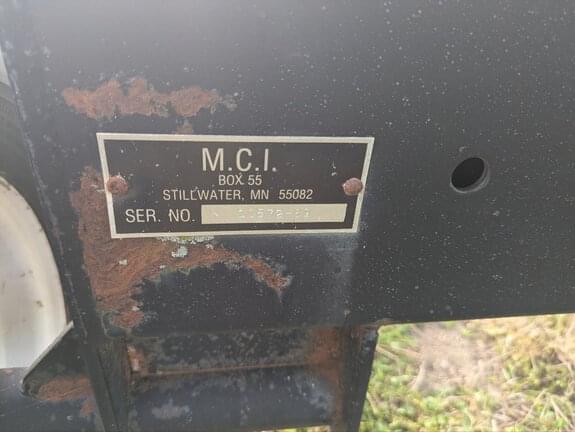 M.C.I.
BOX 55
STILLWATER, MN 55082
SER. NO.